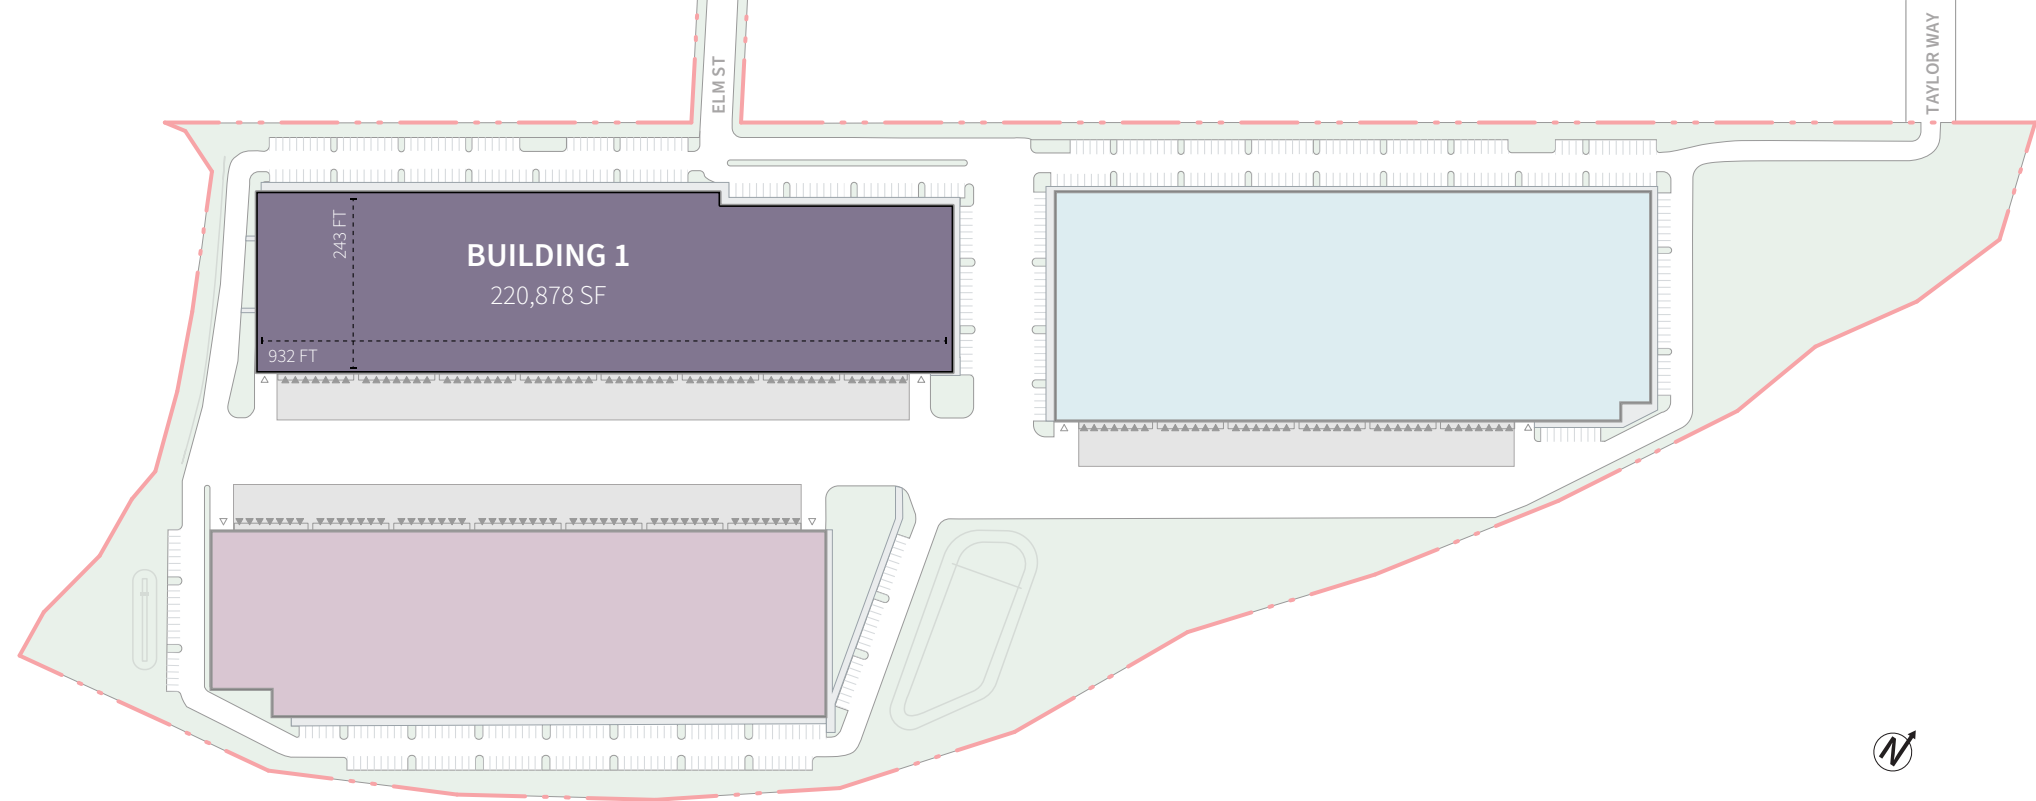 ELM ST
TAYLOR WAY
243 FT
BUILDING 1
220,878 SF
932 FT
N